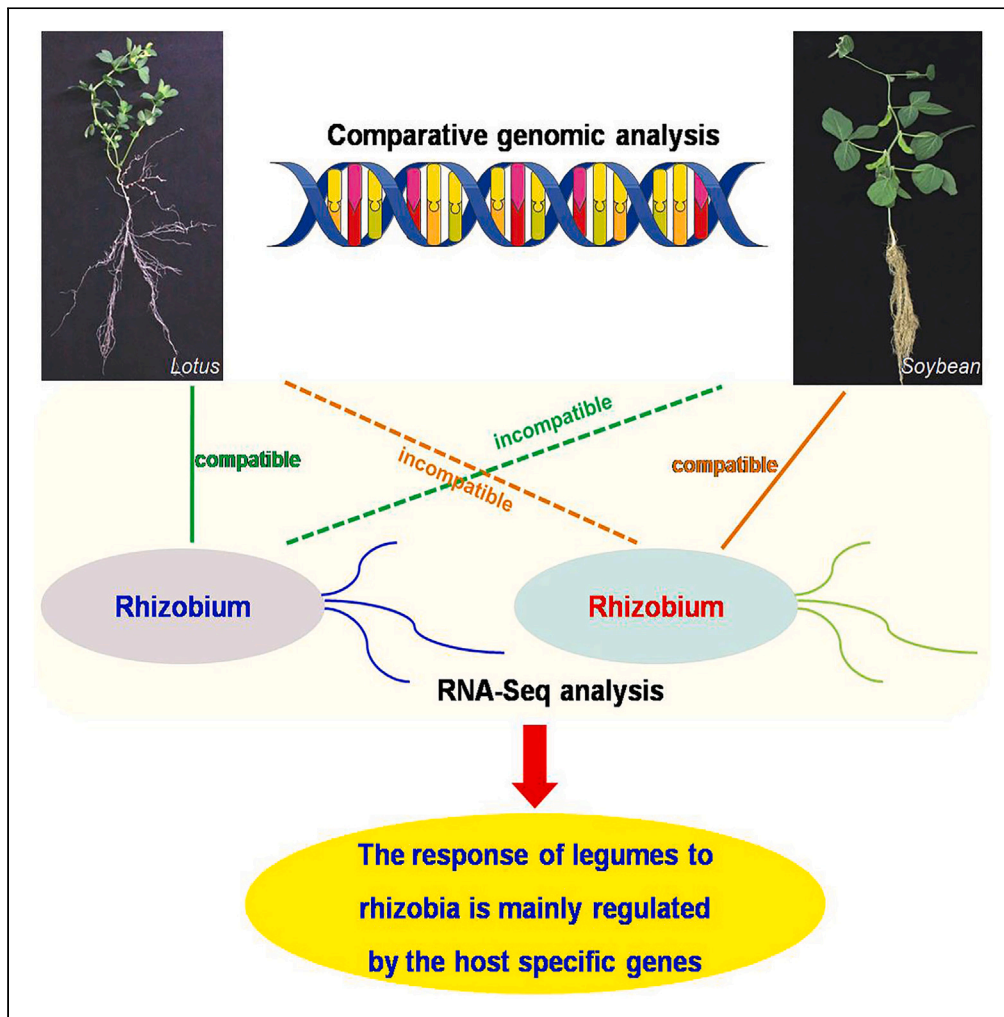 Comparative genomic analysis
Lotus
Soybean
compatible
incompatible
incompatible
compatible
Rhizobium
Rhizobium
RNA-Seq analysis
The response of legumes to
rhizobia is mainly regulated
by the host specific genes